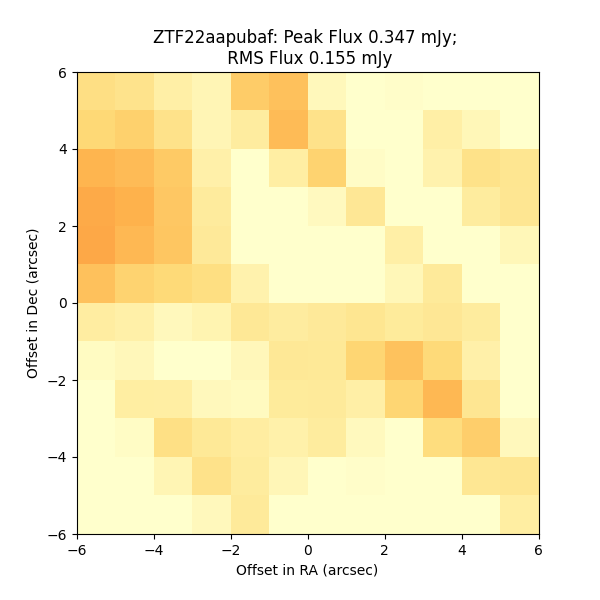 ZTF22aapubaf: Peak Flux 0.347 mJy;
RMS Flux 0.155 mJy
6
4
2
0
−2
−4
−6
Offset in Dec (arcsec)
−6 −4 −2 0 2 4 6
Offset in RA (arcsec)